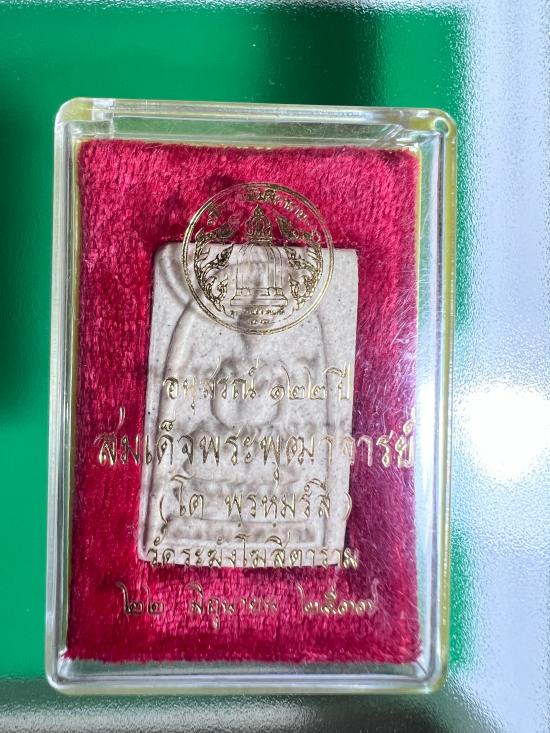 อนุสรณ์ ๑๒๒ ปี
สมเด็จพระพุฒาจารย์
(โต พฺรหฺมรํสี)
วัดระฆังโฆสิตาราม
๒๒ มิถุนายน ๒๕๓๗